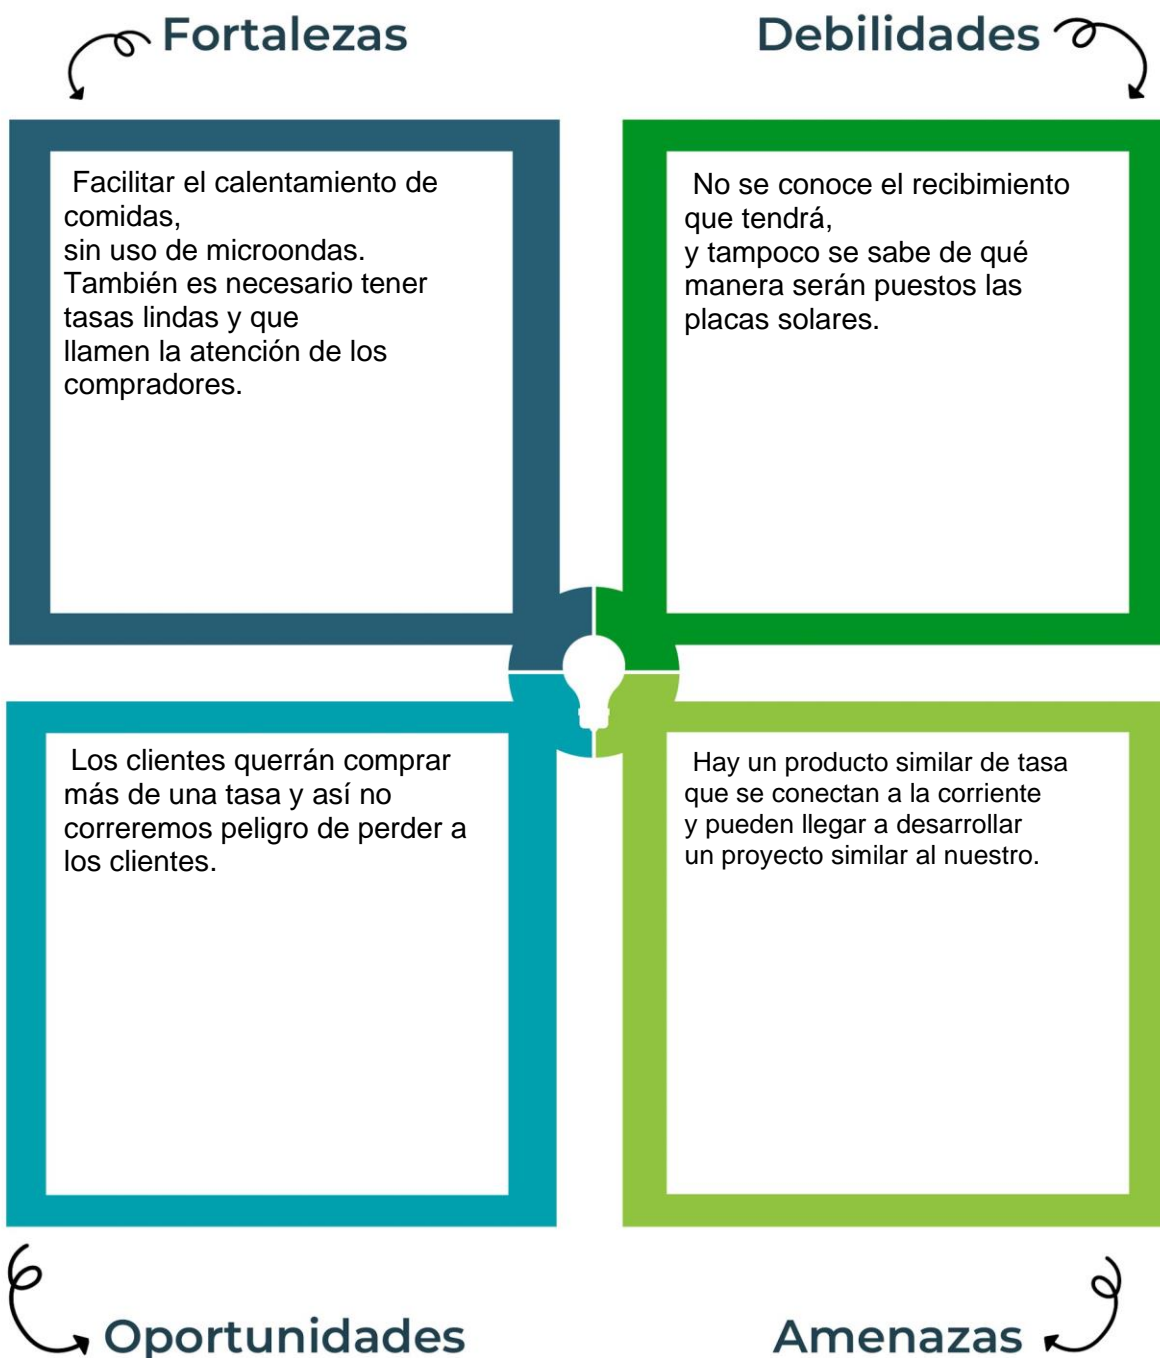 Fortalezas
Facilitar el calentamiento de
comidas,
sin uso de microondas.
También es necesario tener
tasas lindas y que
llamen la atención de los
compradores.
Debilidades
No se conoce el recibimiento
que tendrá,
y tampoco se sabe de qué
manera serán puestos las
placas solares.
Los clientes querrán comprar
más de una tasa y así no
correremos peligro de perder a
los clientes.
Oportunidades
Hay un producto similar de tasa
que se conectan a la corriente
y pueden llegar a desarrollar
un proyecto similar al nuestro.
Amenazas